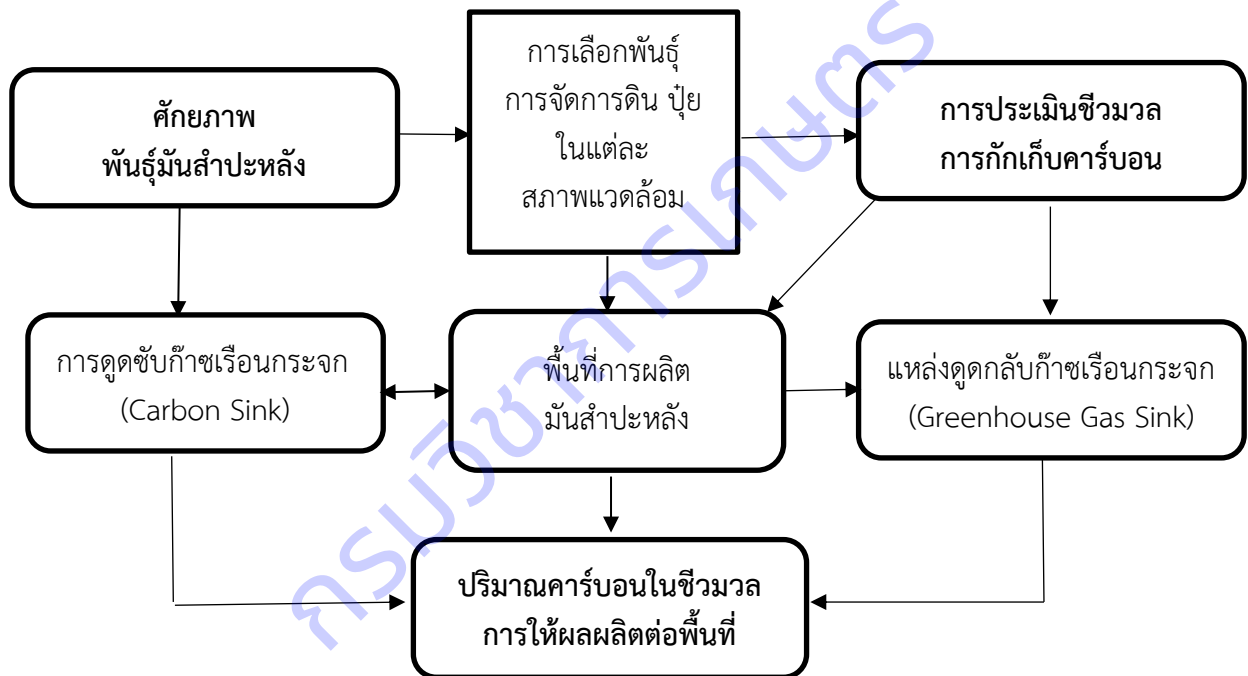 ศักยภาพ
พันธุ์มันสำปะหลัง
การเลือกพันธุ์
การจัดการดิน ปุ๋ย
ในแต่ละ
สภาพแวดล้อม
การประเมินชีวมวล
การกักเก็บคาร์บอน
การดูดซับก๊าซเรือนกระจก
(Carbon Sink)
พื้นที่การผลิต
มันสำปะหลัง
แหล่งดูดกลับก๊าซเรือนกระจก
(Greenhouse Gas Sink)
ปริมาณคาร์บอนในชีวมวล
การให้ผลผลิตต่อพื้นที่
กรมวิชาการเกษตร